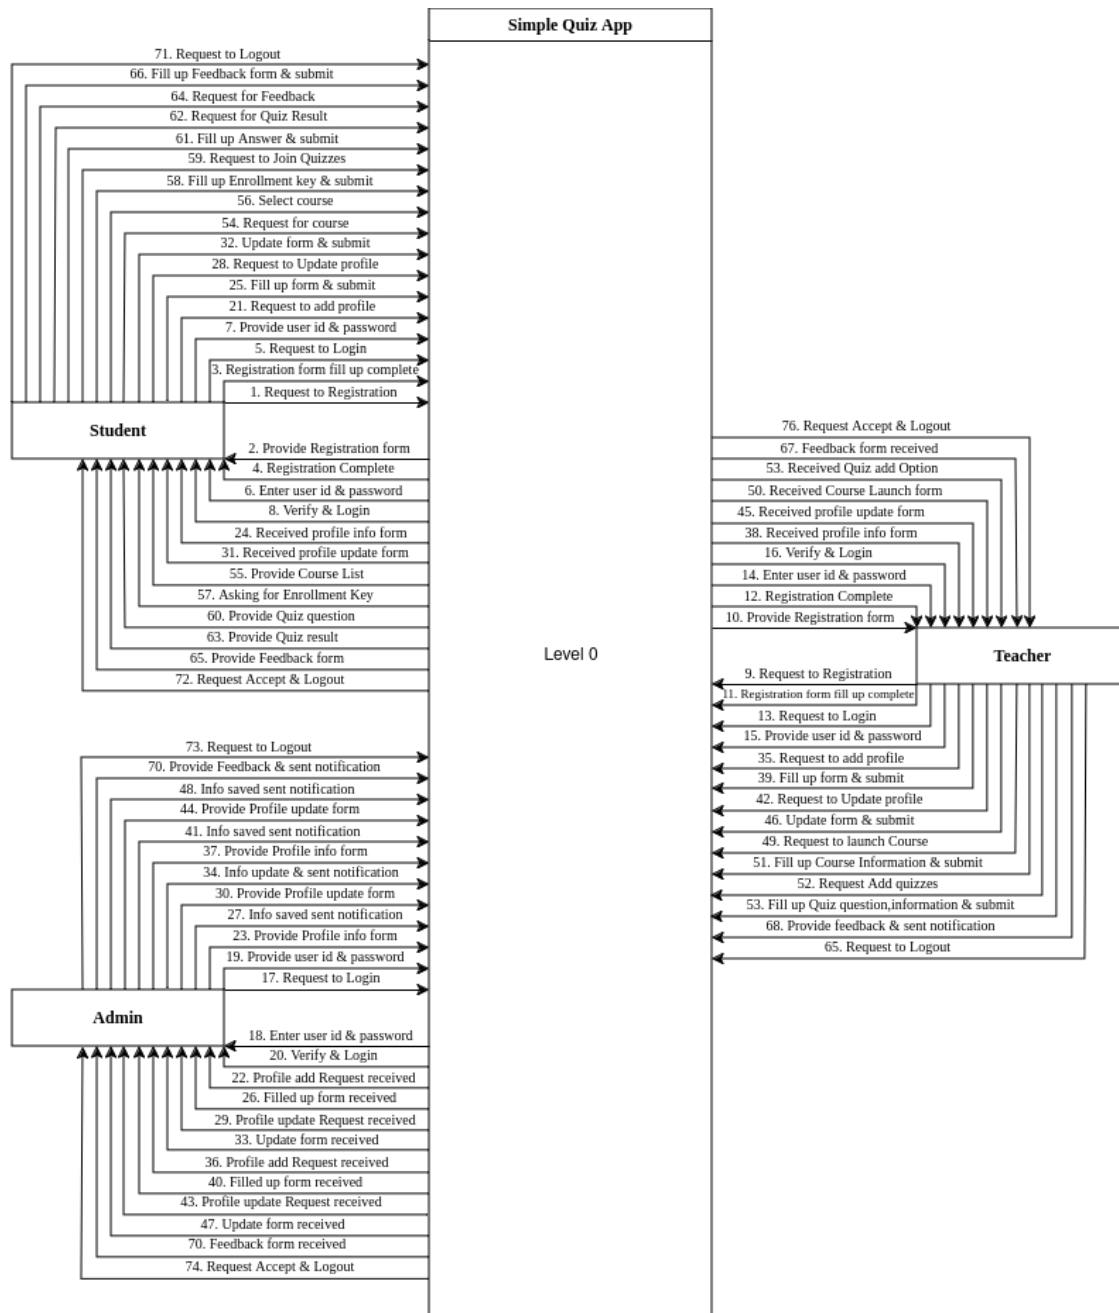 Simple Quiz App
71. Request to Logout
66. Fill up Feedback form & submit
64. Request for Feedback
62. Request for Quiz Result
61. Fill up Answer & submit
59. Request to Join Quizzes
58. Fill up Enrollment key & submit
56. Select course
54. Request for course
32. Update form & submit
28. Request to Update profile
25. Fill up form & submit
21. Request to add profile
7. Provide user id & password
5. Request to Login
3. Registration form fill up complete
1. Request to Registration
Student
2. Provide Registration form
4. Registration Complete
6. Enter user id & password
8. Verify & Login
24. Received profile info form
31. Received profile update form
55. Provide Course List
57. Asking for Enrollment Key
60. Provide Quiz question
63. Provide Quiz result
65. Provide Feedback form
72. Request Accept & Logout
Level 0
76. Request Accept & Logout
67. Feedback form received
53. Received Quiz add Option
50. Received Course Launch form
45. Received profile update form
38. Received profile info form
16. Verify & Login
14. Enter user id & password
12. Registration Complete
10. Provide Registration form
Teacher
9. Request to Registration
11. Registration form fill up complete
13. Request to Login
15. Provide user id & password
35. Request to add profile
39. Fill up form & submit
42. Request to Update profile
46. Update form & submit
49. Request to launch Course
51. Fill up Course Information & submit
52. Request Add quizzes
53. Fill up Quiz question,information & submit
68. Provide feedback & sent notification
65. Request to Logout
73. Request to Logout
70. Provide Feedback & sent notification
48. Info saved sent notification
44. Provide Profile update form
41. Info saved sent notification
37. Provide Profile info form
34. Info update & sent notification
30. Provide Profile update form
27. Info saved sent notification
23. Provide Profile info form
19. Provide user id & password
17. Request to Login
Admin
18. Enter user id & password
20. Verify & Login
22. Profile add Request received
26. Filled up form received
29. Profile update Request received
33. Update form received
36. Profile add Request received
40. Filled up form received
43. Profile update Request received
47. Update form received
70. Feedback form received
74. Request Accept & Logout